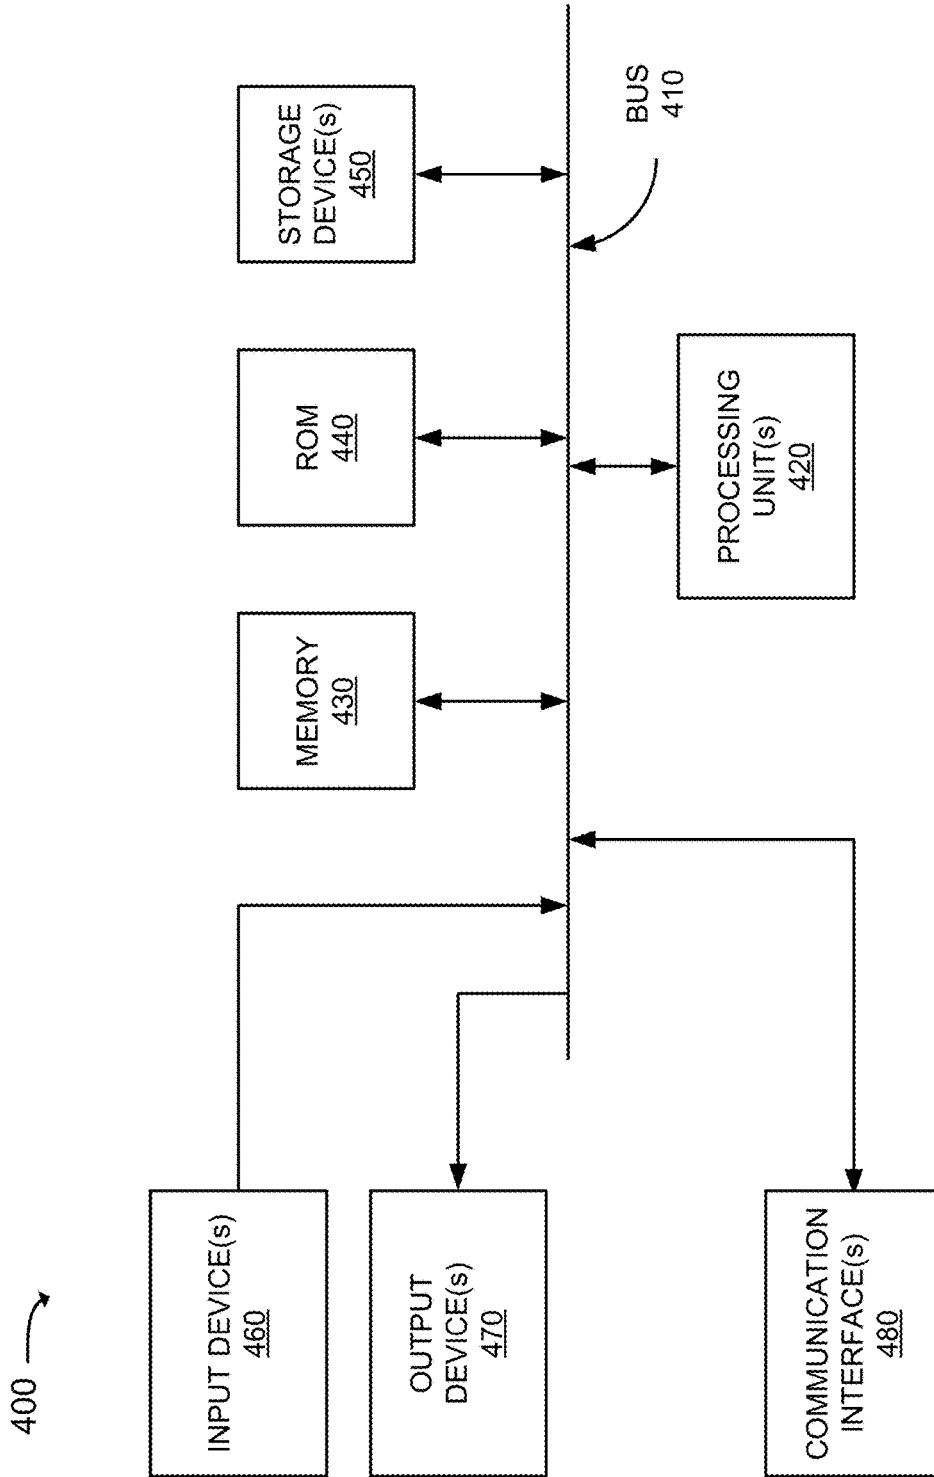 400
INPUT DEVICE(s)
460
OUTPUT
DEVICE(s)
470
COMMUNICATION
INTERFACE(s)
480
MEMORY
430
ROM
440
STORAGE
DEVICE(s)
450
PROCESSING
UNIT(s)
420
BUS
410